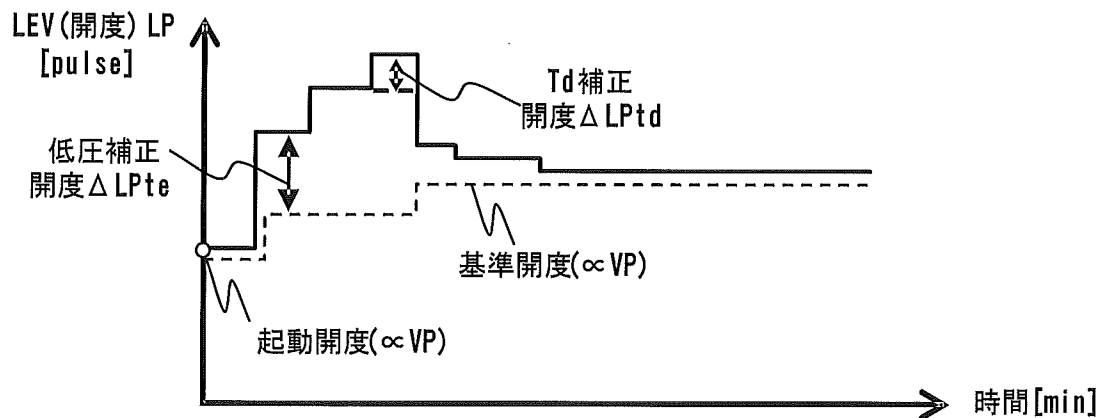 LEV(開度) LP
[pulse]
Td補正
開度ΔLPtd
低圧補正
開度ΔLPte
基準開度(∝VP)
起動開度(∝VP)
時間[min]